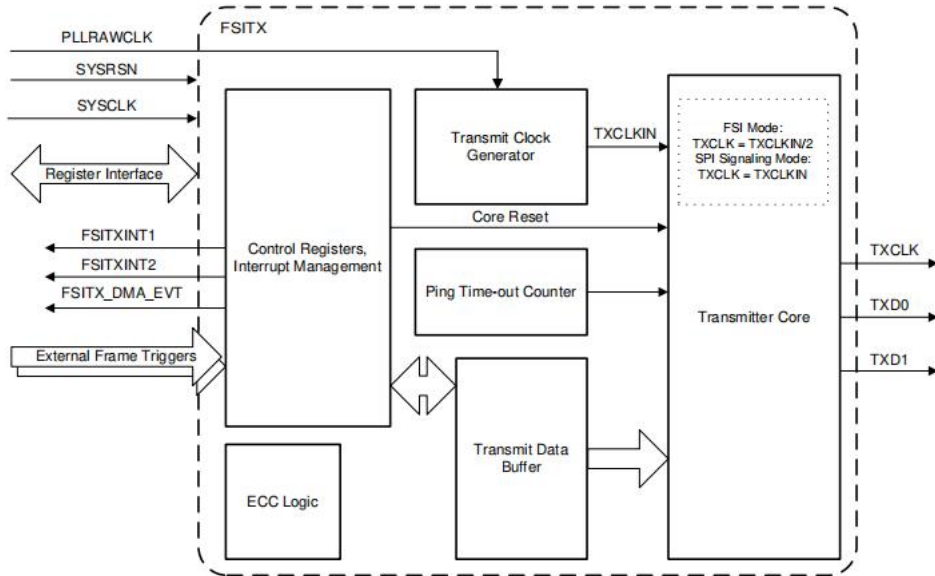 PLLRAWCLK
FSITX
SYSRSN
SYSCLK
Register Interface
FSITXINT1
FSITXINT2
FSITX_DMA_EVT
External Frame Triggers
Control Registers,
Interrupt Management
ECC Logic
Transmit Clock
Generator
TXCLKIN
Core Reset
Ping Time-out Counter
Transmit Data
Buffer
FSI Mode:
TXCLK = TXCLKIN/2
SPI Signaling Mode:
TXCLK = TXCLKIN
Transmitter Core
TXCLK
TXD0
TXD1